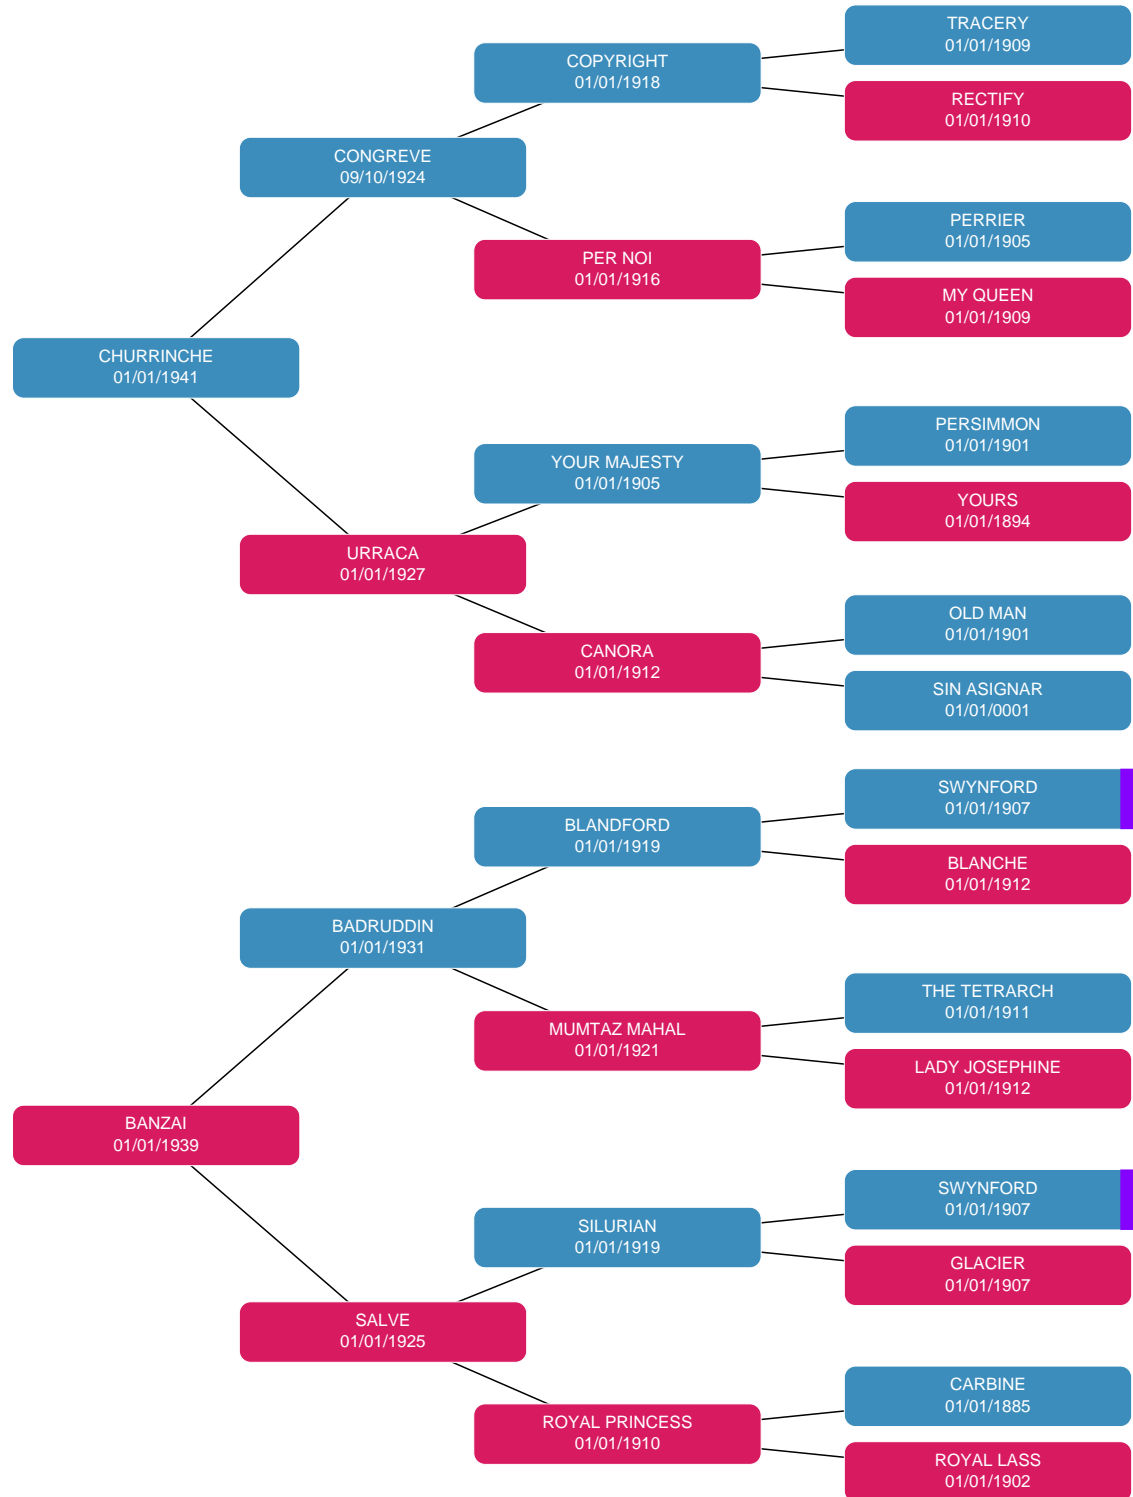 TRACERY
01/01/1909
COPYRIGHT
01/01/1918
RECTIFY
01/01/1910
CONGREVE
09/10/1924
PERRIER
01/01/1905
PER NOI
01/01/1916
MY QUEEN
01/01/1909
CHURRINCHE
01/01/1941
PERSIMMON
01/01/1901
YOUR MAJESTY
01/01/1905
YOURS
01/01/1894
URRACA
01/01/1927
OLD MAN
01/01/1901
CANORA
01/01/1912
SIN ASIGNAR
01/01/0001
SWYNFORD
01/01/1907
BLANDFORD
01/01/1919
BLANCHE
01/01/1912
BADRUDDIN
01/01/1931
THE TETRARCH
01/01/1911
MUMTAZ MAHAL
01/01/1921
LADY JOSEPHINE
01/01/1912
BANZAI
01/01/1939
SWYNFORD
01/01/1907
SILURIAN
01/01/1919
GLACIER
01/01/1907
SALVE
01/01/1925
CARBINE
01/01/1885
ROYAL PRINCESS
01/01/1910
ROYAL LASS
01/01/1902